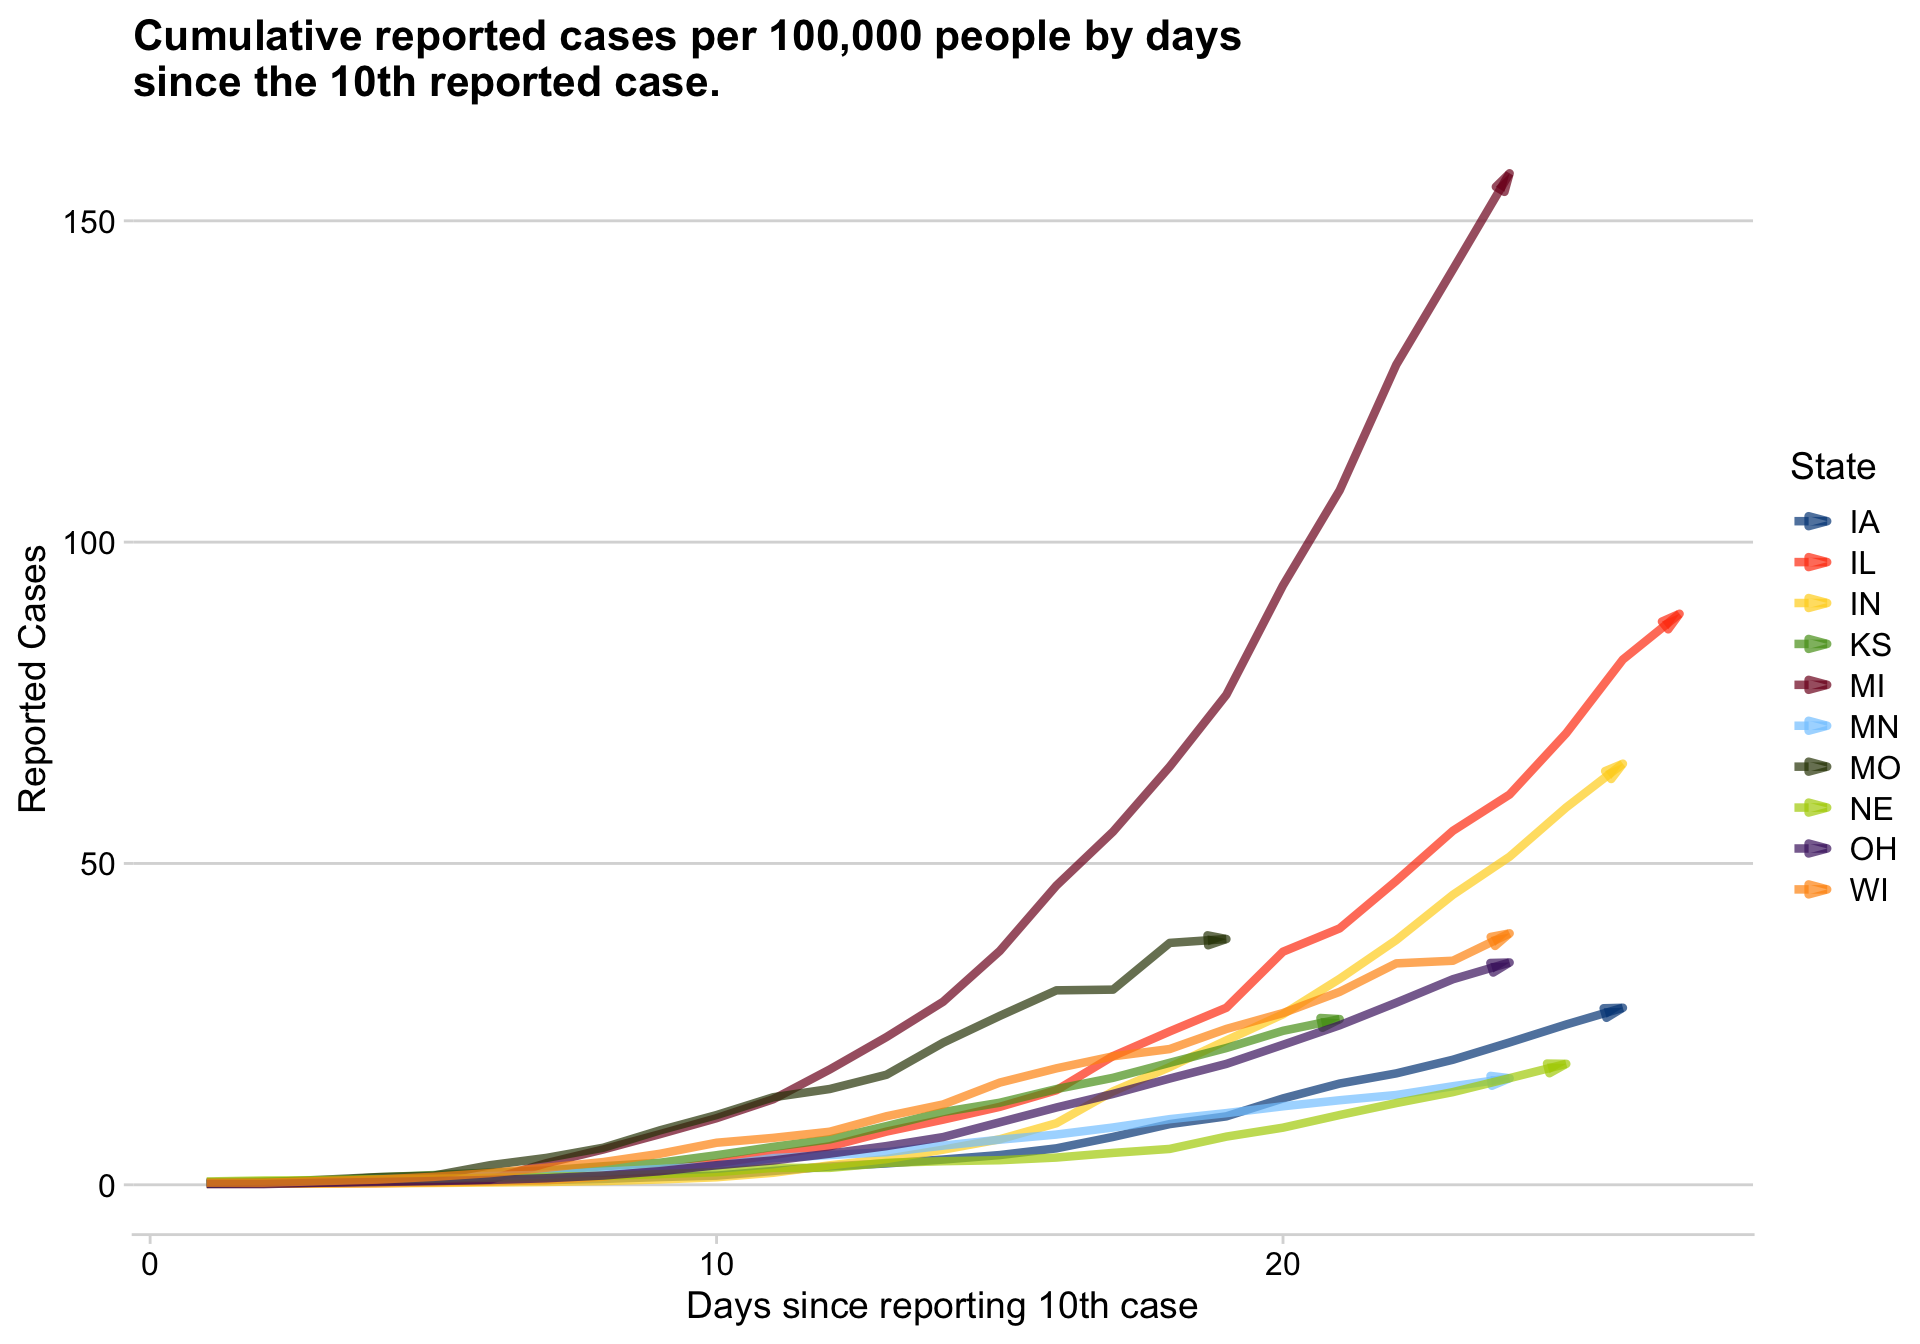 Cumulative reported cases per 100,000 people by days
since the 10th reported case.
150
100
50
0
Reported Cases
0
10
20
Days since reporting 10th case
State
IA
IL
IN
KS
MI
MN
MO
NE
OH
WI